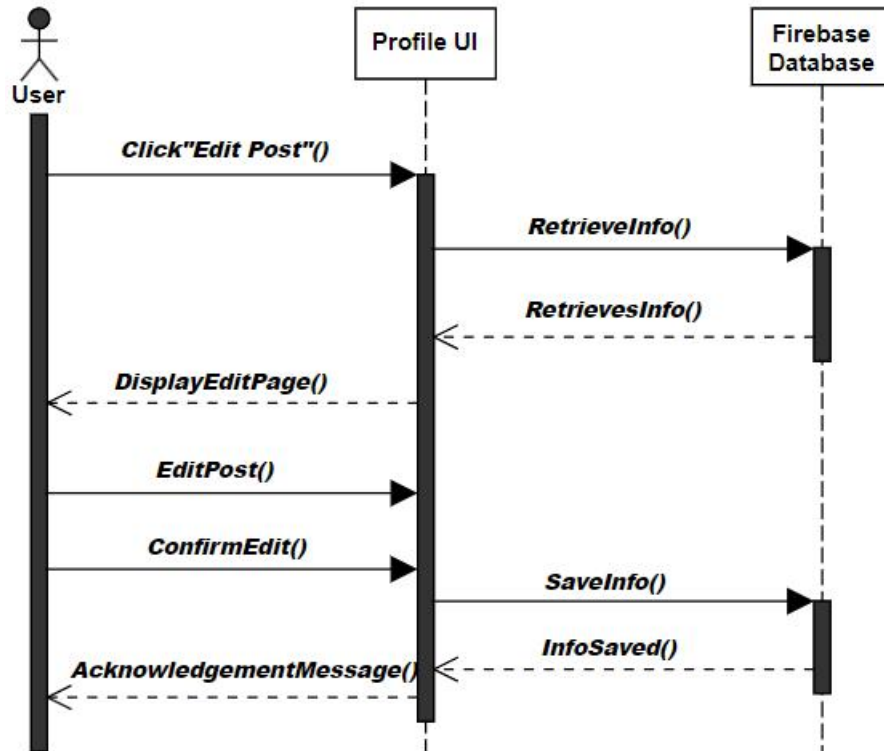 User
Profile UI
Firebase
Database
Click"Edit Post"()
RetrieveInfo()
RetrievesInfo()
DisplayEditPage()
EditPost()
ConfirmEdit()
SaveInfo()
InfoSaved()
AcknowledgementMessage()